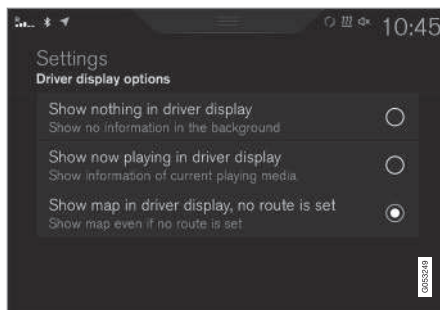 10:45
Settings
Driver display options
Show nothing in driver display
Show no information in the background
Show now playing in driver display
Show information of current playing media.
Show map in driver display, no route is set
Show map even if no route is set
G053249